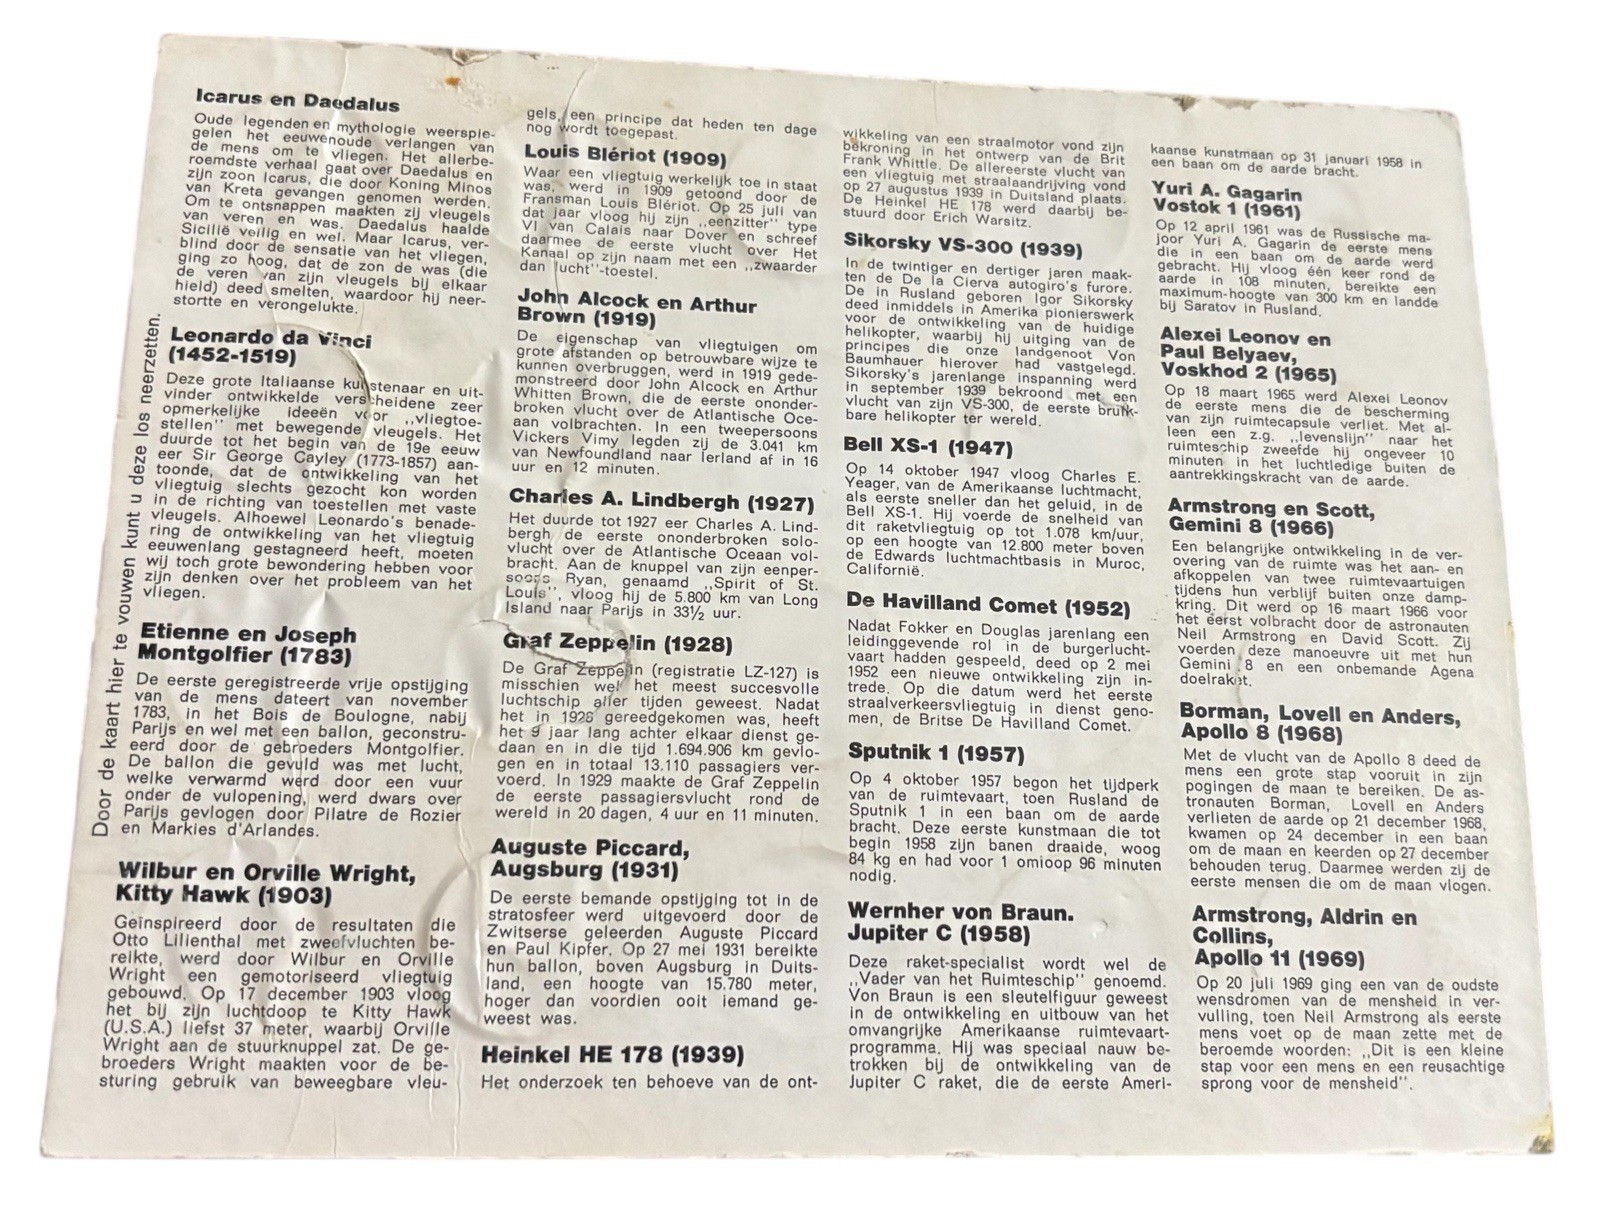 Door de kaart hier te vouwen kunt u deze los neerzetten.
Icarus en Daedalus
Oude legenden en mythologie weerspie-
gelen het eeuwenoude verlangen van
de mens om te vliegen. Het allerbe-
roemdste verhaal gaat over Daedalus en
zijn zoon Icarus, die door Koning Minos
van Kreta gevangen genomen werden.
Om te ontsnappen maakten zij vleugels
van veren en was. Daedalus haalde
Sicilië veilig en wel. Maar Icarus, ver-
blind door de sensatie van het vliegen,
ging zo hoog, dat de zon de was (die
de veren van zijn vleugels bij elkaar
hield) deed smelten, waardoor hij neer-
stortte en verongelukte.
Leonardo da Vinci
(1452-1519)
Deze grote Italiaanse kunstenaar en uit-
vinder ontwikkelde verscheidene zeer
opmerkelijke ideeën voor „vliegtoe-
stellen" met bewegende vleugels. Het
duurde tot het begin van de 19e eeuw
eer Sir George Cayley (1773-1857) aan-
toonde, dat de ontwikkeling van het
vliegtuig slechts gezocht kon worden
in de richting van toestellen met vaste
vleugels. Alhoewel Leonardo's benade-
ring de ontwikkeling van het vliegtuig
eeuwenlang gestagneerd heeft, moeten
wij toch grote bewondering hebben voor
zijn denken over het probleem van het
vliegen.
Etienne en Joseph
Montgolfier (1783)
De eerste geregistreerde vrije opstijging
van de mens dateert van november
1783, in het Bois de Boulogne, nabij
Parijs en wel met een ballon, geconstru-
eerd door de gebroeders Montgolfier.
De ballon die gevuld was met lucht,
welke verwarmd werd door een vuur
onder de vulopening, werd dwars over
Parijs gevlogen door Pilatre de Rozier
en Markies d'Arlandes.
Wilbur en Orville Wright,
Kitty Hawk (1903)
Geïnspireerd door de resultaten die
Otto Lilienthal met zweefvluchten be-
reikte, werd door Wilbur en Orville
Wright een gemotoriseerd vliegtuig
gebouwd. Op 17 december 1903 vloog
het bij zijn luchtdoop te Kitty Hawk
(U.S.A.) liefst 37 meter, waarbij Orville
Wright aan de stuurknuppel zat. De ge-
broeders Wright maakten voor de be-
sturing gebruik van beweegbare vleu-
gels, een principe dat heden ten dage
nog wordt toegepast.
Louis Blériot (1909)
Waar een vliegtuig werkelijk toe in staat
was, werd in 1909 getoond door de
Fransman Louis Blériot. Op 25 juli van
dat jaar vloog hij zijn „eenzitter" type
VI van Calais naar Dover en schreef
daarmee de eerste vlucht over Het
Kanaal op zijn naam met een „zwaarder
dan lucht"-toestel.
John Alcock en Arthur
Brown (1919)
De eigenschap van vliegtuigen om
grote afstanden op betrouwbare wijze te
kunnen overbruggen, werd in 1919 gede-
monstreerd door John Alcock en Arthur
Whitten Brown, die de eerste ononder-
broken vlucht over de Atlantische Oce-
aan volbrachten. In een tweepersoons
Vickers Vimy legden zij de 3.041 km
van Newfoundland naar Ierland af in 16
uur en 12 minuten.
Charles A. Lindbergh (1927)
Het duurde tot 1927 eer Charles A. Lind-
bergh de eerste ononderbroken solo-
vlucht over de Atlantische Oceaan vol-
bracht. Aan de knuppel van zijn eenper-
soons Ryan, genaamd „Spirit of St.
Louis", vloog hij de 5.800 km van Long
Island naar Parijs in 33½ uur.
Graf Zeppelin (1928)
De Graf Zeppelin (registratie LZ-127) is
misschien wel het meest succesvolle
luchtschip aller tijden geweest. Nadat
het in 1928 gereedgekomen was, heeft
het 9 jaar lang achter elkaar dienst ge-
daan en in die tijd 1.694.906 km gevlo-
gen en in totaal 13.110 passagiers ver-
voerd. In 1929 maakte de Graf Zeppelin
de eerste passagiersvlucht rond de
wereld in 20 dagen, 4 uur en 11 minuten.
Auguste Piccard,
Augsburg (1931)
De eerste bemande opstijging tot in de
stratosfeer werd uitgevoerd door de
Zwitserse geleerden Auguste Piccard
en Paul Kipfer. Op 27 mei 1931 bereikte
hun ballon, boven Augsburg in Duits-
land, een hoogte van 15.780 meter,
hoger dan voordien ooit iemand ge-
weest was.
Heinkel HE 178 (1939)
Het onderzoek ten behoeve van de ont-
wikkeling van een straalmotor vond zijn
bekroning in het ontwerp van de Brit
Frank Whittle. De allereerste vlucht van
een vliegtuig met straalaandrijving vond
op 27 augustus 1939 in Duitsland plaats.
De Heinkel HE 178 werd daarbij be-
stuurd door Erich Warsitz.
Sikorsky VS-300 (1939)
In de twintiger en dertiger jaren maak-
ten de De la Cierva autogiro's furore.
De in Rusland geboren Igor Sikorsky
deed inmiddels in Amerika pionierswerk
voor de ontwikkeling van de huidige
helikopter, waarbij hij uitging van de
principes die onze landgenoot Von
Baumhauer hierover had vastgelegd.
Sikorsky's jarenlange inspanning werd
in september 1939 bekroond met een
vlucht van zijn VS-300, de eerste bruik-
bare helikopter ter wereld.
Bell XS-1 (1947)
Op 14 oktober 1947 vloog Charles E.
Yeager, van de Amerikaanse luchtmacht,
als eerste sneller dan het geluid, in de
Bell XS-1. Hij voerde de snelheid van
dit raketvliegtuig op tot 1.078 km/uur,
op een hoogte van 12.800 meter boven
de Edwards luchtmachtbasis in Muroc,
Californië.
De Havilland Comet (1952)
Nadat Fokker en Douglas jarenlang een
leidinggevende rol in de burgerlucht-
vaart hadden gespeeld, deed op 2 mei
1952 een nieuwe ontwikkeling zijn in-
trede. Op die datum werd het eerste
straalverkeersvliegtuig in dienst geno-
men, de Britse De Havilland Comet.
Sputnik 1 (1957)
Op 4 oktober 1957 begon het tijdperk
van de ruimtevaart, toen Rusland de
Sputnik 1 in een baan om de aarde
bracht. Deze eerste kunstmaan die tot
begin 1958 zijn banen draaide, woog
84 kg en had voor 1 omloop 96 minuten
nodig.
Wernher von Braun.
Jupiter C (1958)
Deze raket-specialist wordt wel de
„Vader van het Ruimteschip" genoemd.
Von Braun is een sleutelfiguur geweest
in de ontwikkeling en uitbouw van het
omvangrijke Amerikaanse ruimtevaart-
programma. Hij was speciaal nauw be-
trokken bij de ontwikkeling van de
Jupiter C raket, die de eerste Ameri-
kaanse kunstmaan op 31 januari 1958 in
een baan om de aarde bracht.
Yuri A. Gagarin
Vostok 1 (1961)
Op 12 april 1961 was de Russische ma-
joor Yuri A. Gagarin de eerste mens
die in een baan om de aarde werd
gebracht. Hij vloog één keer rond de
aarde in 108 minuten, bereikte een
maximum-hoogte van 300 km en landde
bij Saratov in Rusland.
Alexei Leonov en
Paul Belyaev,
Voskhod 2 (1965)
Op 18 maart 1965 werd Alexei Leonov
de eerste mens die de bescherming
van zijn ruimtecapsule verliet. Met al-
leen een z.g. „levenslijn" naar het
ruimteschip zweefde hij ongeveer 10
minuten in het luchtledige buiten de
aantrekkingskracht van de aarde.
Armstrong en Scott,
Gemini 8 (1966)
Een belangrijke ontwikkeling in de ver-
overing van de ruimte was het aan- en
afkoppelen van twee ruimtevaartuigen
tijdens hun verblijf buiten onze damp-
kring. Dit werd op 16 maart 1966 voor
het eerst volbracht door de astronauten
Neil Armstrong en David Scott. Zij
voerden deze manoeuvre uit met hun
Gemini 8 en een onbemande Agena
doelraket.
Borman, Lovell en Anders,
Apollo 8 (1968)
Met de vlucht van de Apollo 8 deed de
mens een grote stap vooruit in zijn
pogingen de maan te bereiken. De as-
tronauten Borman, Lovell en Anders
verlieten de aarde op 21 december 1968,
kwamen op 24 december in een baan
om de maan en keerden op 27 december
behouden terug. Daarmee werden zij de
eerste mensen die om de maan vlogen.
Armstrong, Aldrin en
Collins,
Apollo 11 (1969)
Op 20 juli 1969 ging een van de oudste
wensdromen van de mensheid in ver-
vulling, toen Neil Armstrong als eerste
mens voet op de maan zette met de
beroemde woorden: „Dit is een kleine
stap voor een mens en een reusachtige
sprong voor de mensheid".